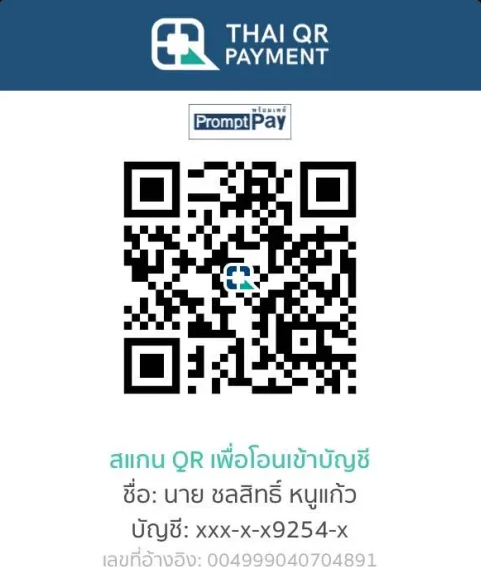 THAI QR
PAYMENT
พร้อมเพย์
PromptPay
สแกน QR เพื่อโอนเข้าบัญชี
ชื่อ: นาย ชลสิทธิ์ หนูแก้ว
บัญชี: xxx-x-x9254-x
เลขที่อ้างอิง: 004999040704891